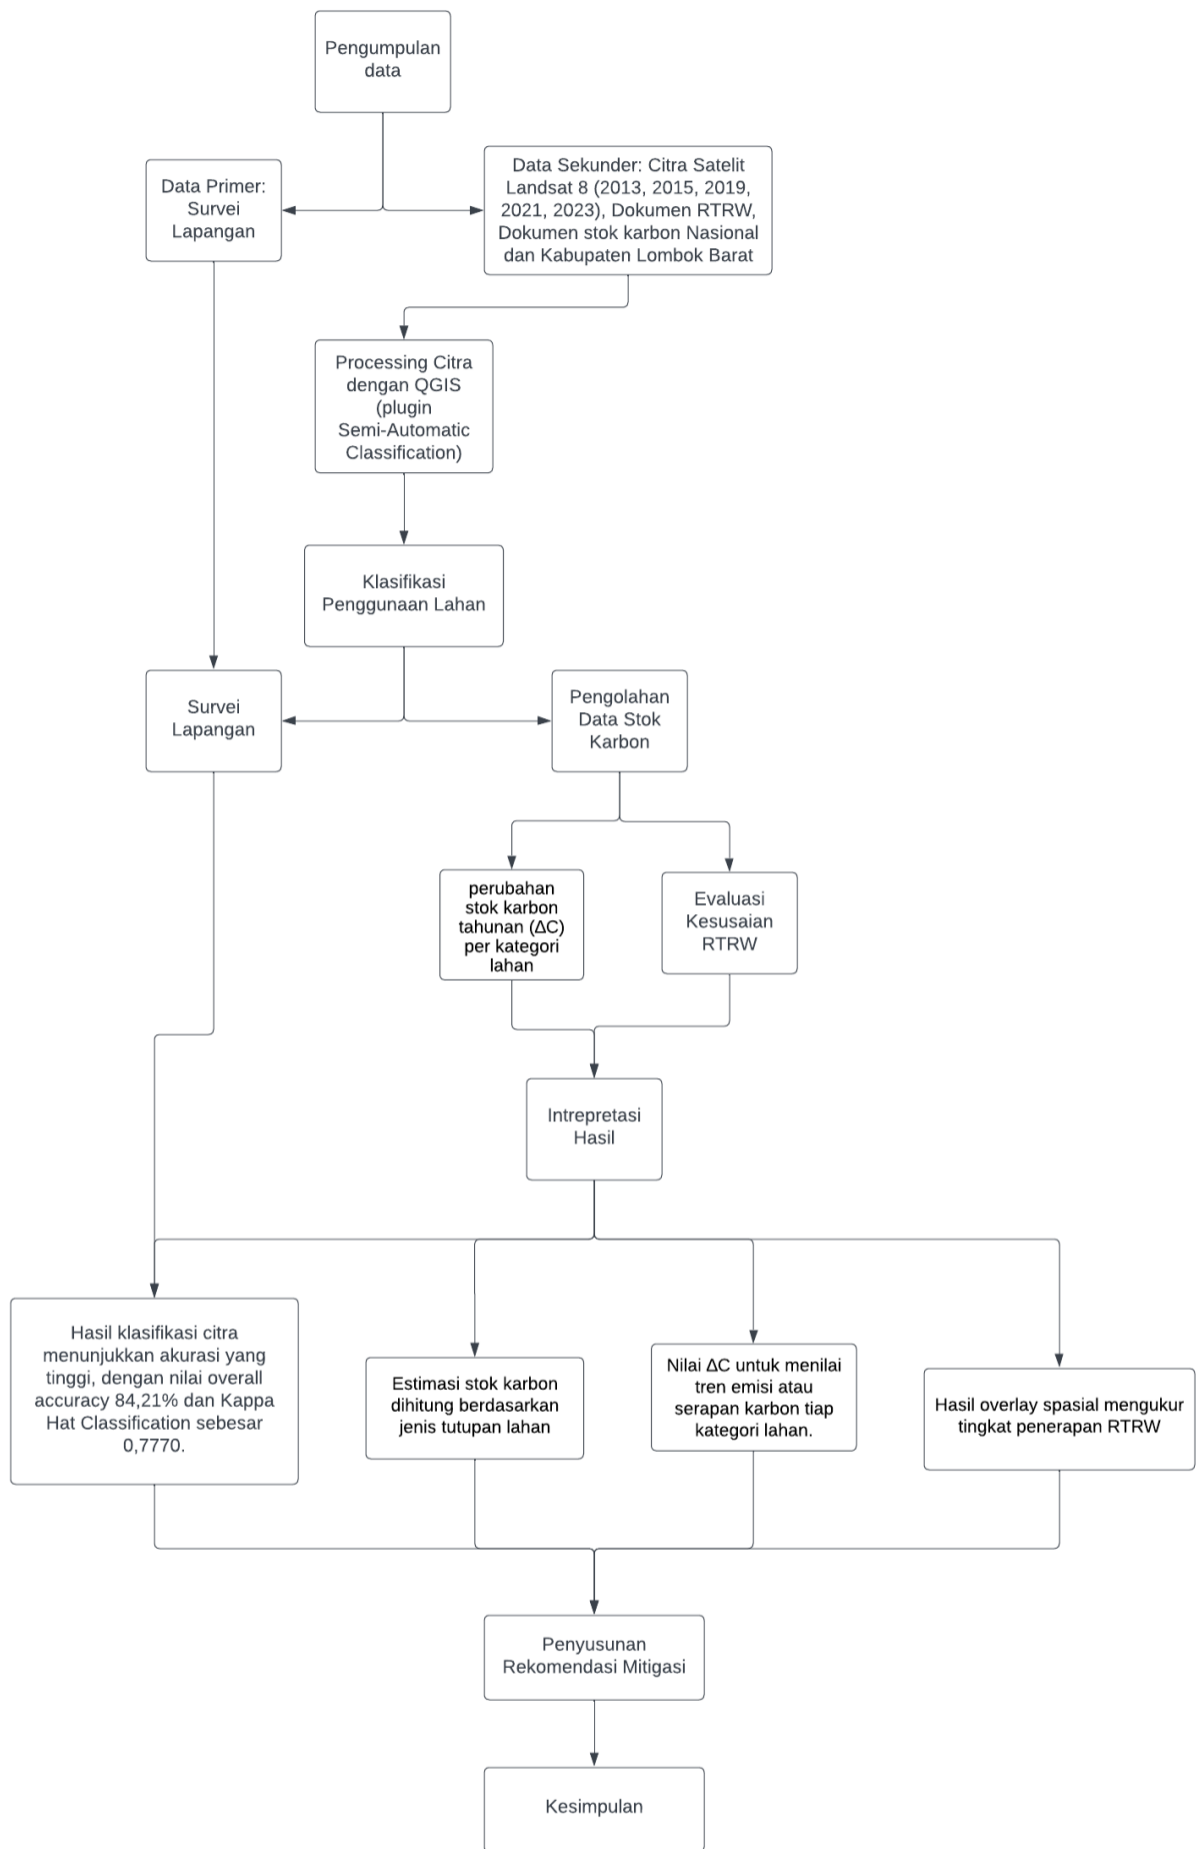 Pengumpulan
data
Data Primer:
Survei
Lapangan
Data Sekunder: Citra Satelit
Landsat 8 (2013, 2015, 2019,
2021, 2023), Dokumen RTRW,
Dokumen stok karbon Nasional
dan Kabupaten Lombok Barat
Processing Citra
dengan QGIS
(plugin
Semi-Automatic
Classification)
Klasifikasi
Penggunaan Lahan
Survei
Lapangan
Pengolahan
Data Stok
Karbon
perubahan
stok karbon
tahunan (ΔC)
per kategori
lahan
Evaluasi
Kesusaian
RTRW
Intrepretasi
Hasil
Hasil klasifikasi citra
menunjukkan akurasi yang
tinggi, dengan nilai overall
accuracy 84,21% dan Kappa
Hat Classification sebesar
0,7770.
Estimasi stok karbon
dihitung berdasarkan
jenis tutupan lahan
Nilai ΔC untuk menilai
tren emisi atau
serapan karbon tiap
kategori lahan.
Hasil overlay spasial mengukur
tingkat penerapan RTRW
Penyusunan
Rekomendasi Mitigasi
Kesimpulan